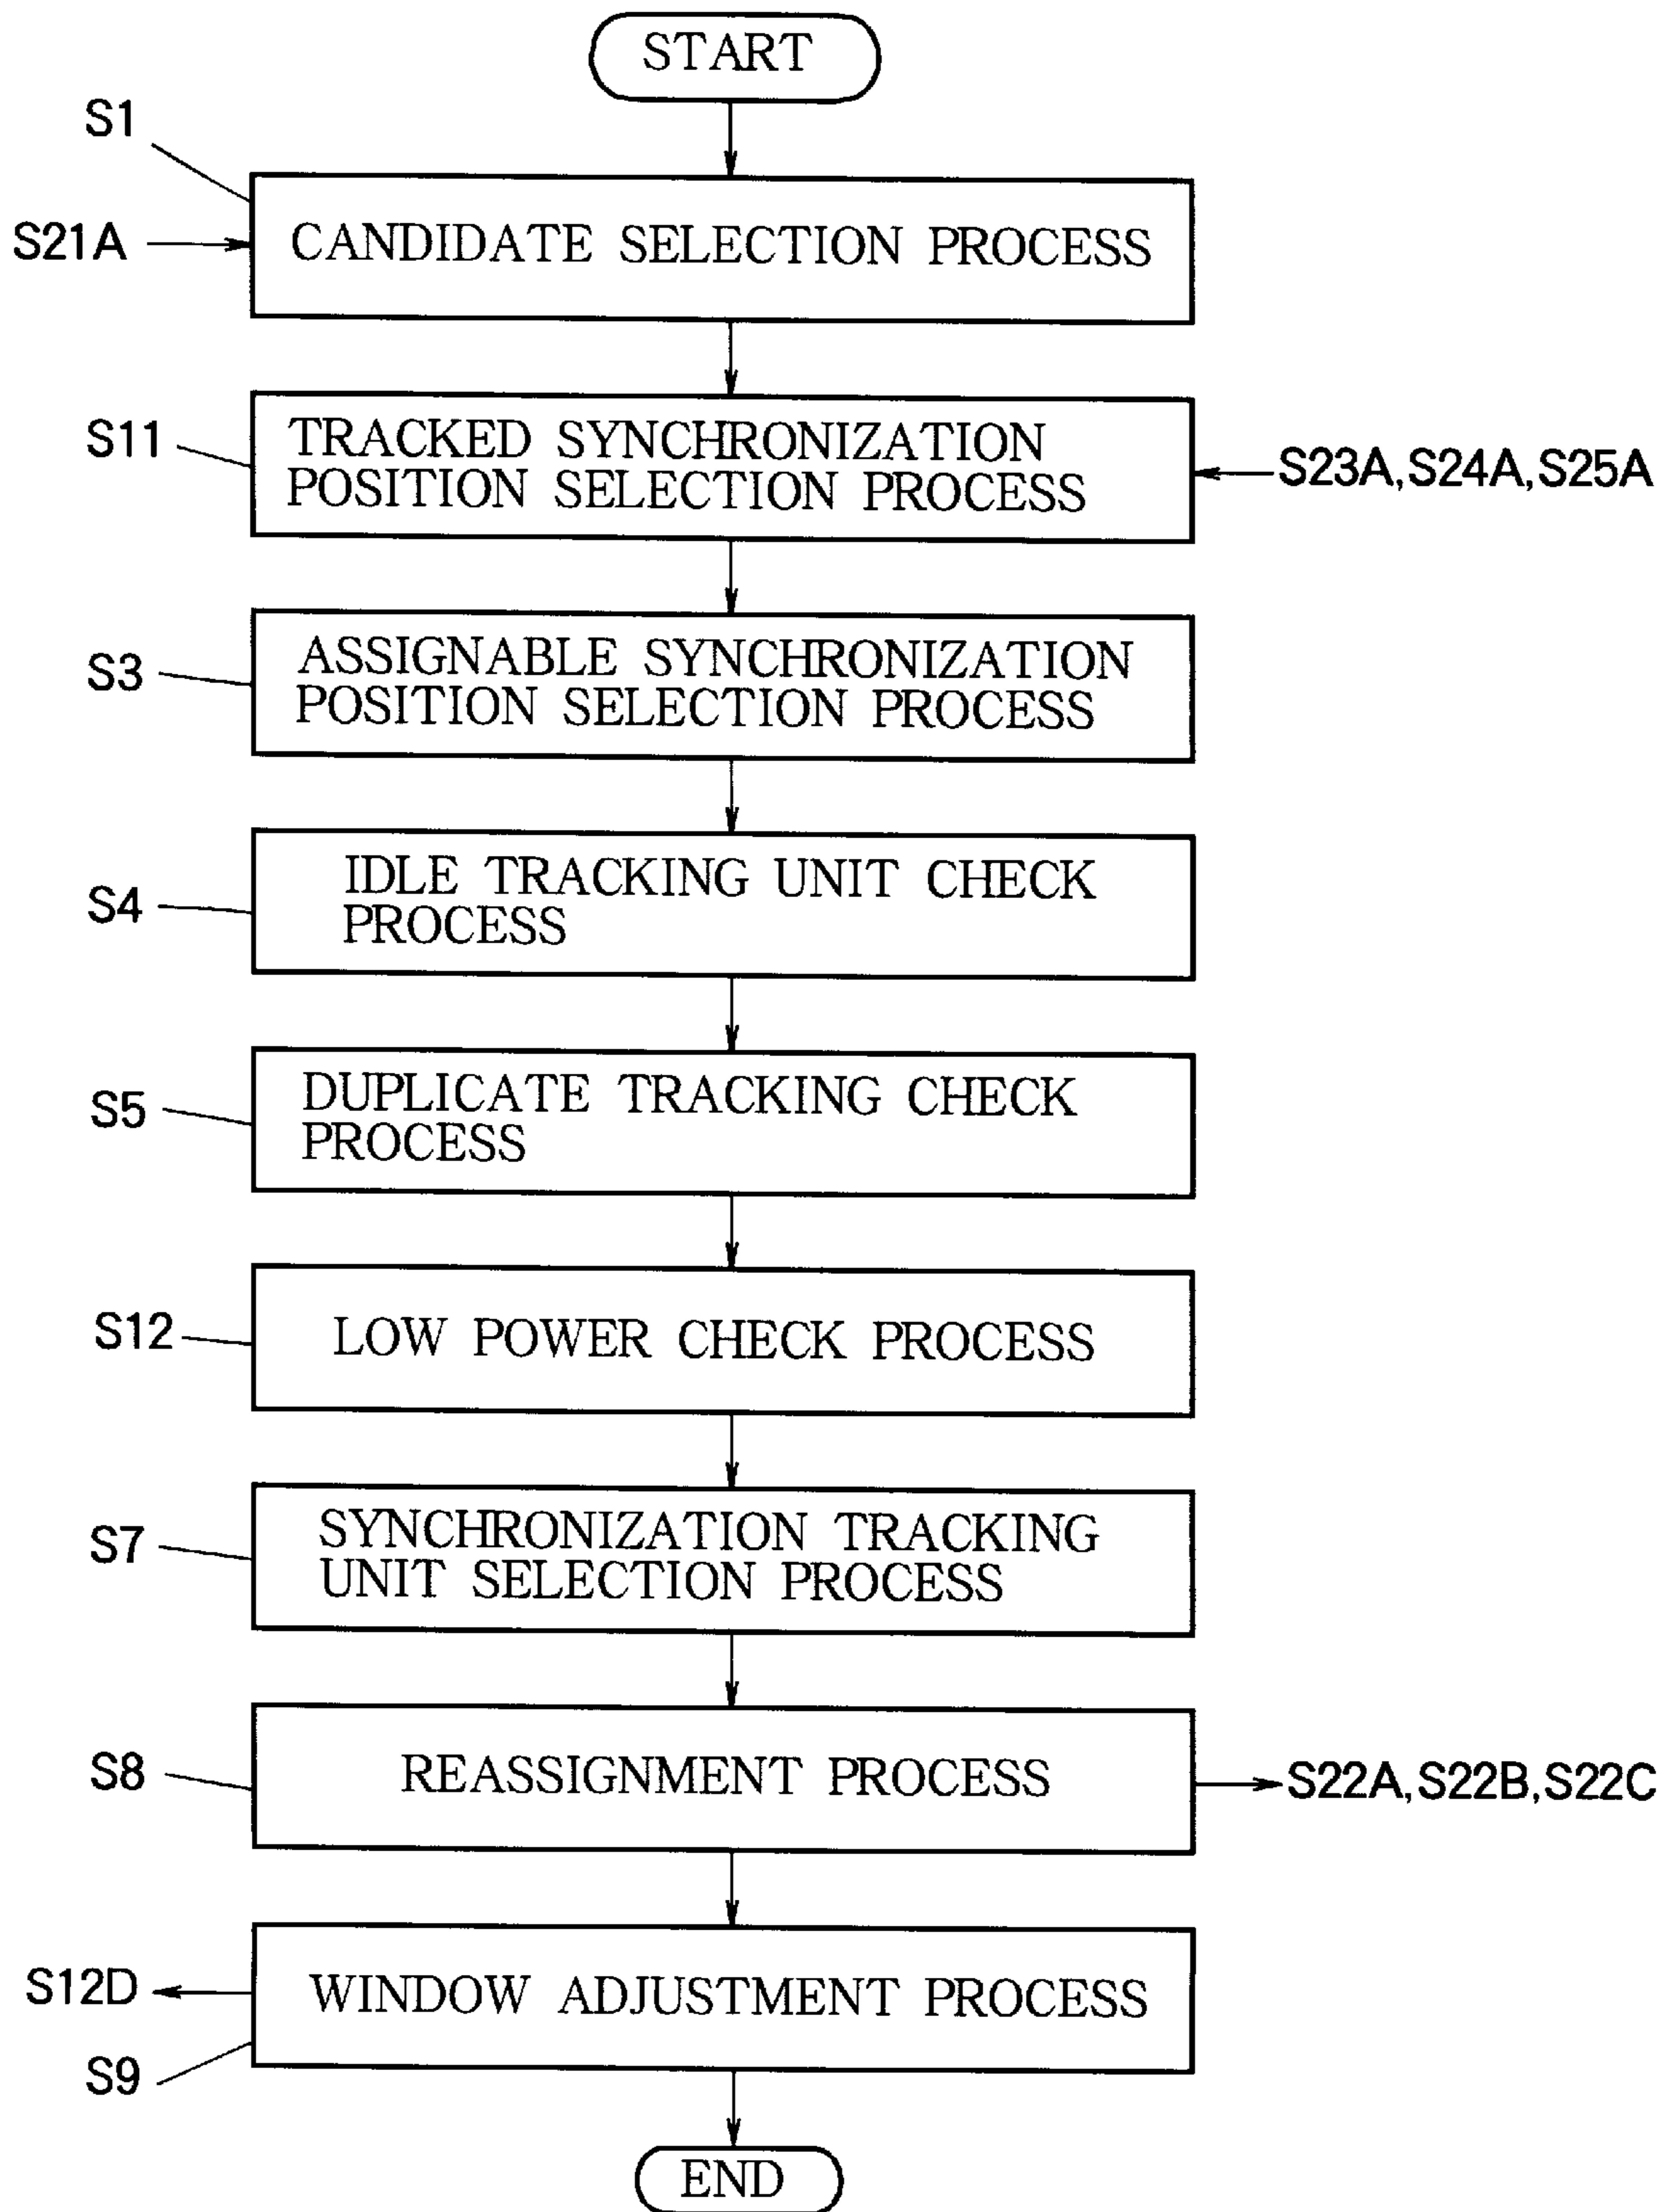 START
S1
S21A
CANDIDATE SELECTION PROCESS
S11
TRACKED SYNCHRONIZATION
POSITION SELECTION PROCESS
S23A,S24A,S25A
S3
ASSIGNABLE SYNCHRONIZATION
POSITION SELECTION PROCESS
S4
IDLE TRACKING UNIT CHECK
PROCESS
S5
DUPLICATE TRACKING CHECK
PROCESS
S12
LOW POWER CHECK PROCESS
S7
SYNCHRONIZATION TRACKING
UNIT SELECTION PROCESS
S8
REASSIGNMENT PROCESS
S22A,S22B,S22C
S12D
WINDOW ADJUSTMENT PROCESS
S9
END